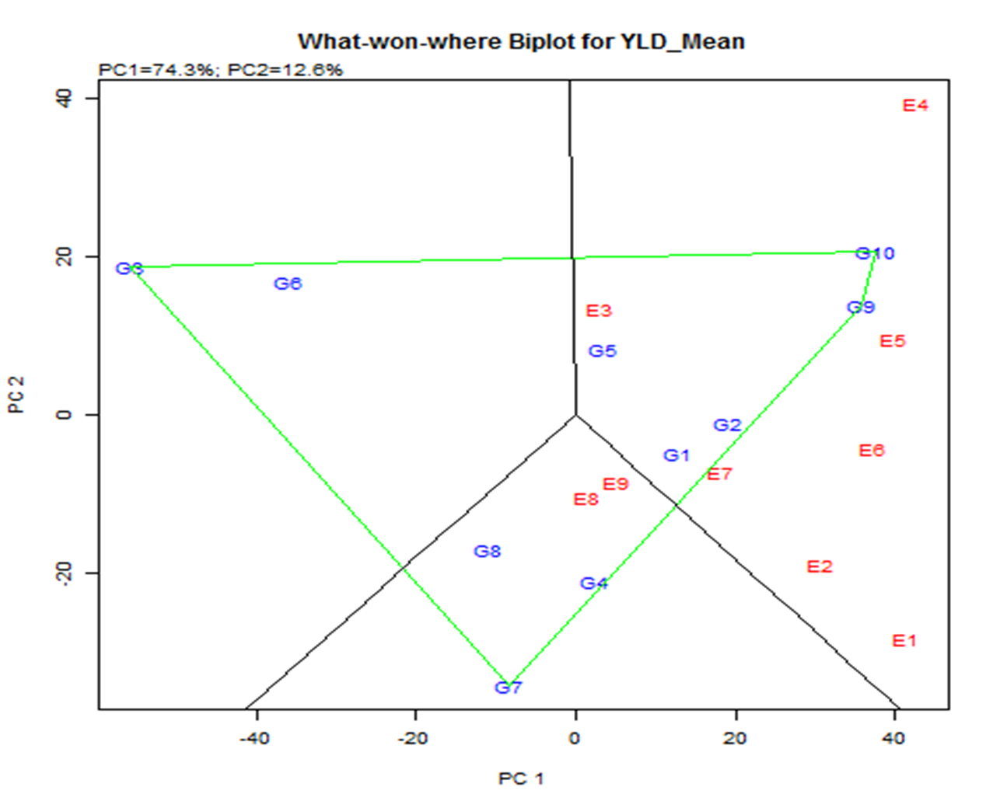 What-won-where Biplot for YLD_Mean
PC1=74.3%; PC2=12.6%
40
E4
20
G3
G6
G10
E3
G9
G5
E5
PC 2
0
G2
G1
E6
E7
E9
E8
G8
E2
-20
G4
E1
G7
-40
-20
0
20
40
PC 1